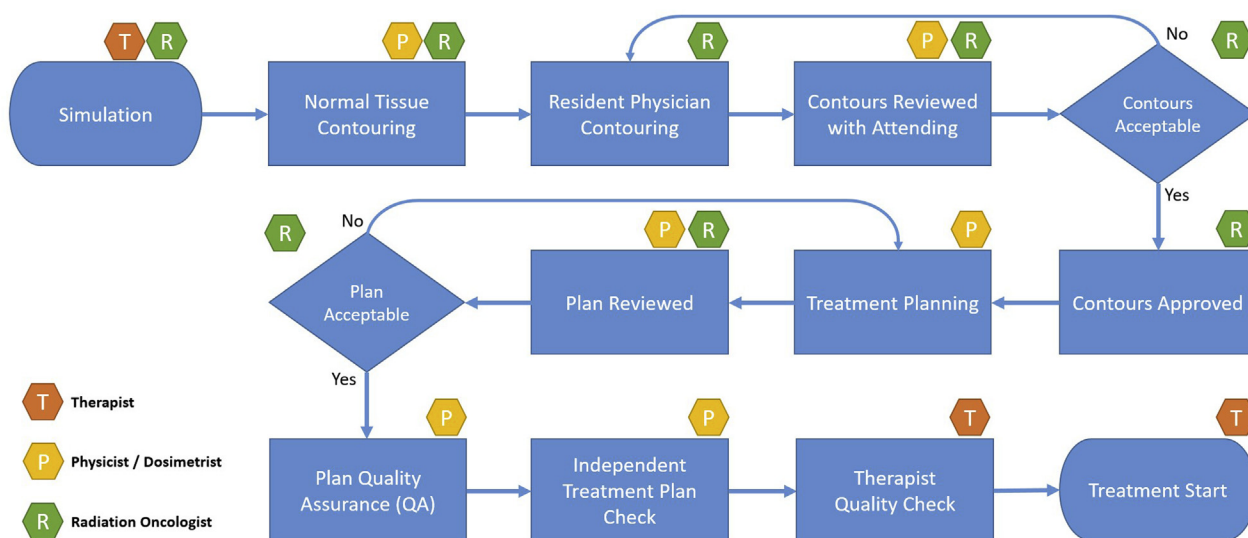 T R
P R
R
P R
No
R
Simulation
Normal Tissue
Contouring
Resident Physician
Contouring
Contours Reviewed
with Attending
Contours
Acceptable
Yes
R
No
P R
P
R
Plan
Acceptable
Plan Reviewed
Treatment Planning
Contours Approved
Yes
T Therapist
P Physicist / Dosimetrist
R Radiation Oncologist
P
P
T
T
Plan Quality
Assurance (QA)
Independent
Treatment Plan
Check
Therapist
Quality Check
Treatment Start